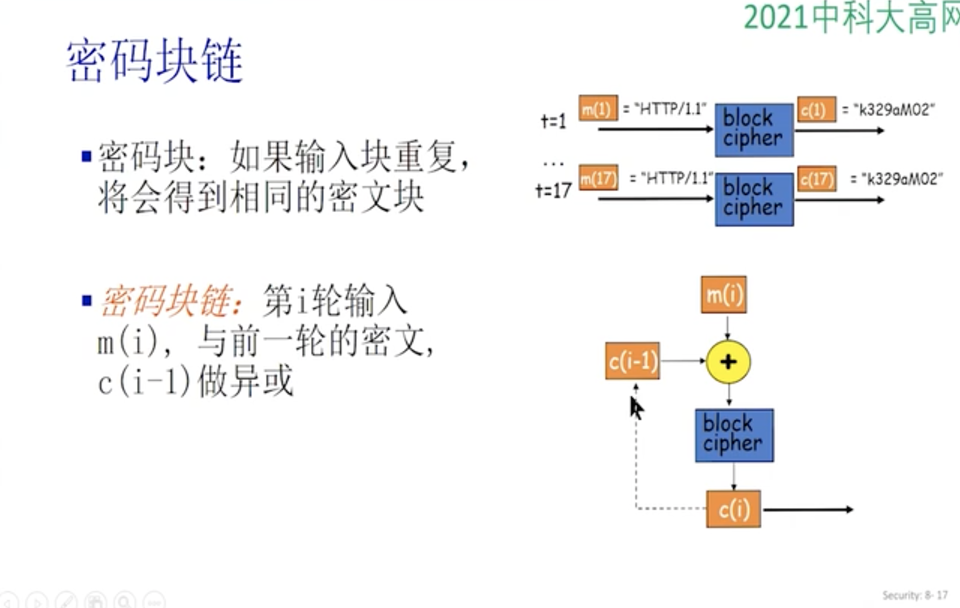 2021中科大高网
密码块链
密码块：如果输入块重复，
将会得到相同的密文块
密码块链：第i轮输入
m(i), 与前一轮的密文,
c(i-1)做异或
t=1 m(1) = "HTTP/1.1" block cipher c(1) = "k329aM02"
...
t=17 m(17) = "HTTP/1.1" block cipher c(17) = "k329aM02"
m(i)
c(i-1) +
block
cipher
c(i)
Security: 8- 17